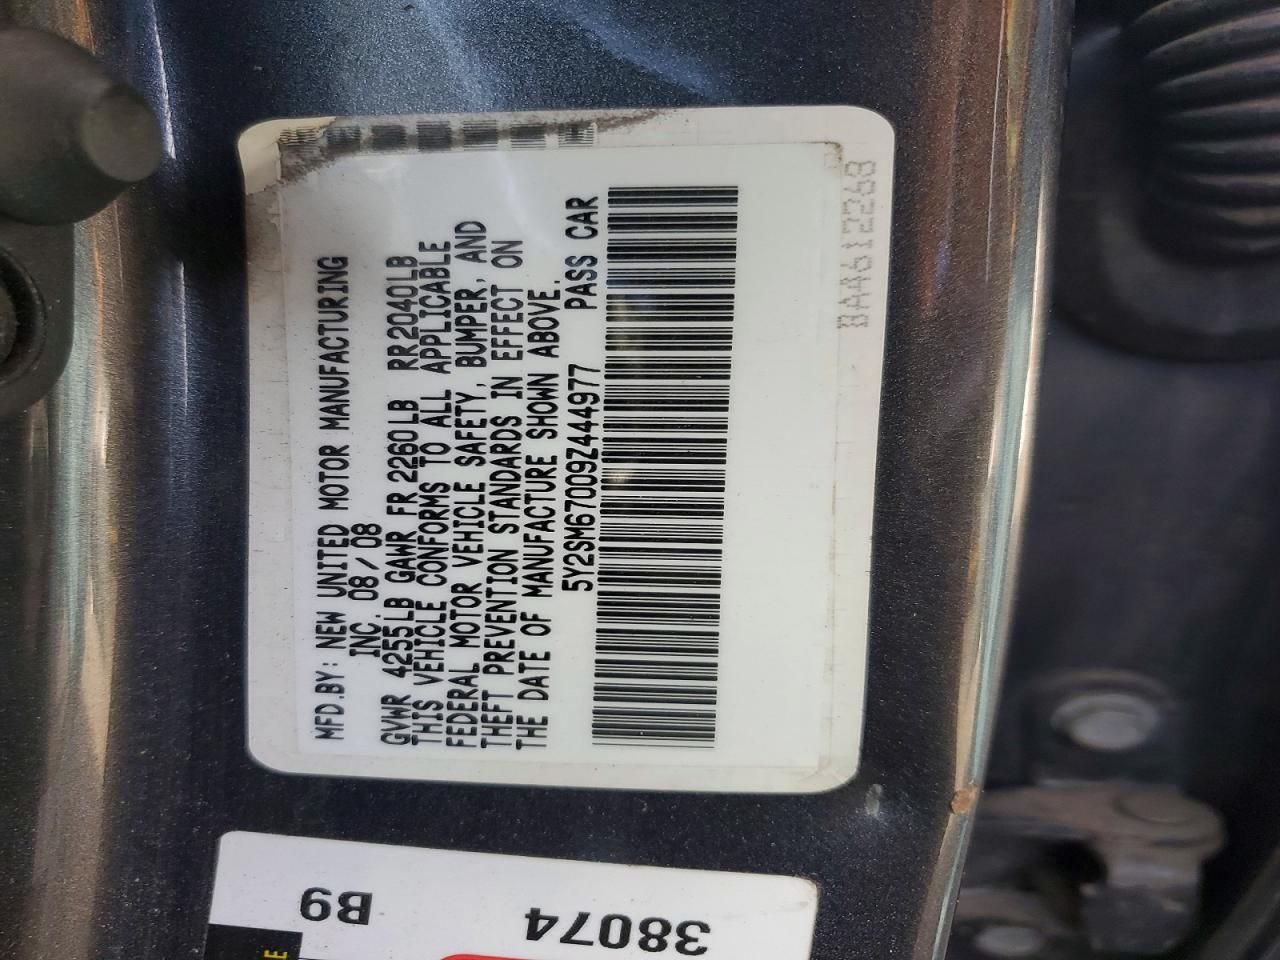 MFD.BY: NEW UNITED MOTOR MANUFACTURING
INC. 08/08
GVWR 4255LB GAWR FR 2260LB RR2040LB
THIS VEHICLE CONFORMS TO ALL APPLICABLE
FEDERAL MOTOR VEHICLE SAFETY, BUMPER, AND
THEFT PREVENTION STANDARDS IN EFFECT ON
THE DATE OF MANUFACTURE SHOWN ABOVE.
5Y2SM67009Z444977 PASS CAR
BA4612268
B9
38074